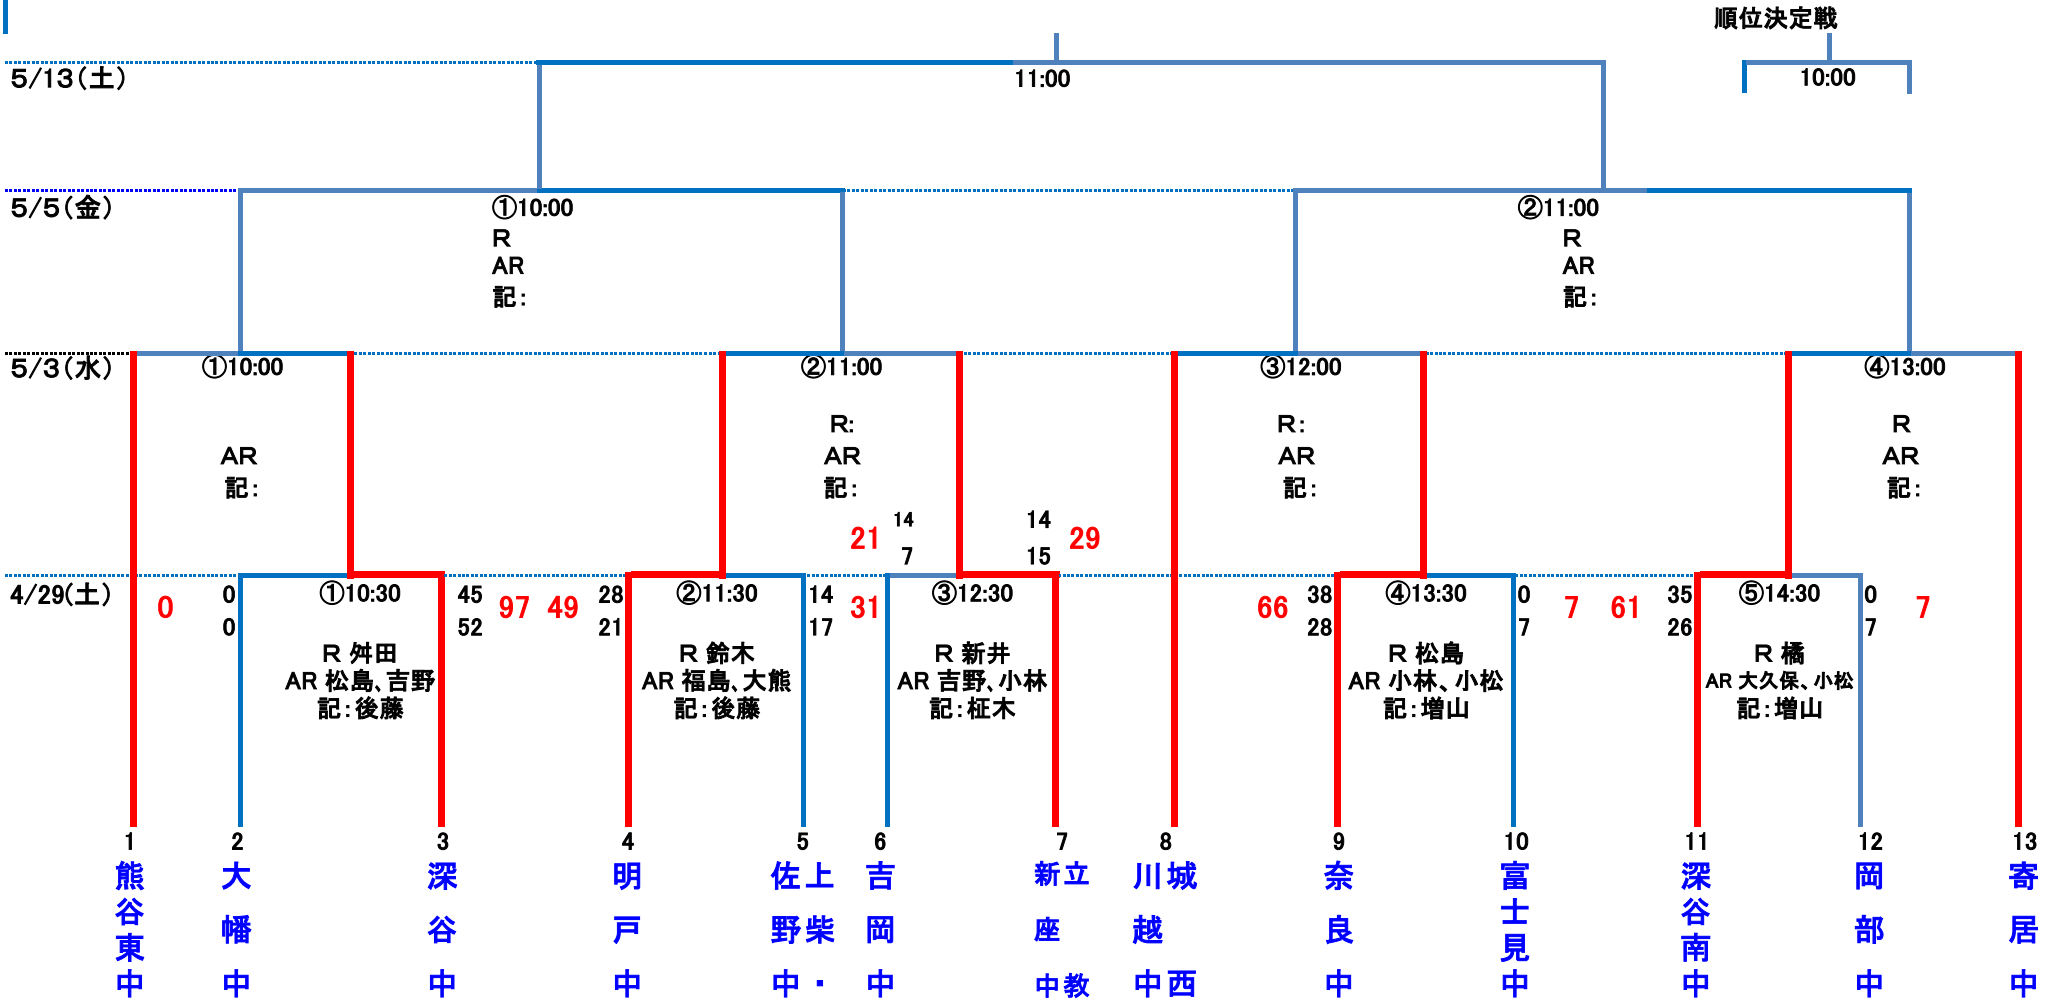 順位決定戦
5/13(土)
11:00
10:00
5/5(金)
①10:00
②11:00
R
R
AR
AR
記:
記:
5/3(水)
①10:00
②11:00
③12:00
④13:00
R:
R:
R
AR
AR
AR
AR
記:
記:
記:
記:
14
14
21
29
7
15
4/29(土)
0
0
0
①10:30
45
52
97
49
28
21
②11:30
14
17
31
③12:30
66
38
28
④13:30
0
7
7
61
35
26
⑤14:30
0
7
7
R 舛田
AR 松島、吉野
記:後藤
R 鈴木
AR 福島、大熊
記:後藤
R 新井
AR 吉野、小林
記:柾木
R 松島
AR 小林、小松
記:増山
R 橘
AR 大久保、小松
記:増山
1
2
3
4
5
6
7
8
9
10
11
12
13
熊谷東中
大幡中
深谷中
明戸中
上柴・
佐野中
吉岡中
立教
新座中
城西
川越中
奈良中
富士見中
深谷南中
岡部中
寄居中